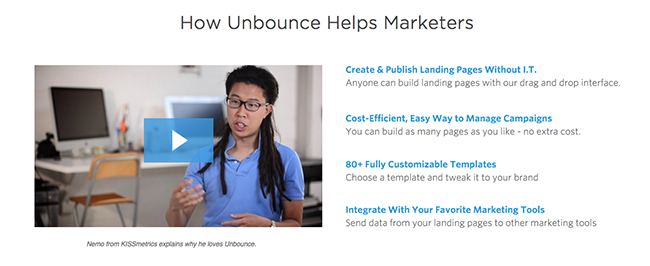 How Unbounce Helps Marketers
Create & Publish Landing Pages Without I.T.
Anyone can build landing pages with our drag and drop interface.
Cost-Efficient, Easy Way to Manage Campaigns
You can build as many pages as you like - no extra cost.
80+ Fully Customizable Templates
Choose a template and tweak it to your brand
Integrate With Your Favorite Marketing Tools
Send data from your landing pages to other marketing tools
Nemo from KISSmetrics explains why he loves Unbounce.